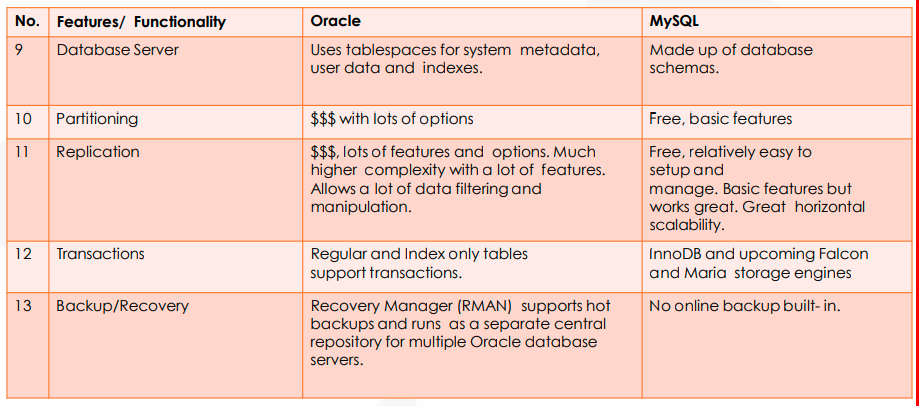 No. Features/ Functionality Oracle MySQL
9 Database Server Uses tablespaces for system metadata, Made up of database
user data and indexes. schemas.
10 Partitioning $$$ with lots of options Free, basic features
11 Replication $$$, lots of features and options. Much Free, relatively easy to
higher complexity with a lot of features. setup and
Allows a lot of data filtering and manage. Basic features but
manipulation. works great. Great horizontal
scalability.
12 Transactions Regular and Index only tables InnoDB and upcoming Falcon
support transactions. and Maria storage engines
13 Backup/Recovery Recovery Manager (RMAN) supports hot No online backup built- in.
backups and runs as a separate central
repository for multiple Oracle database
servers.